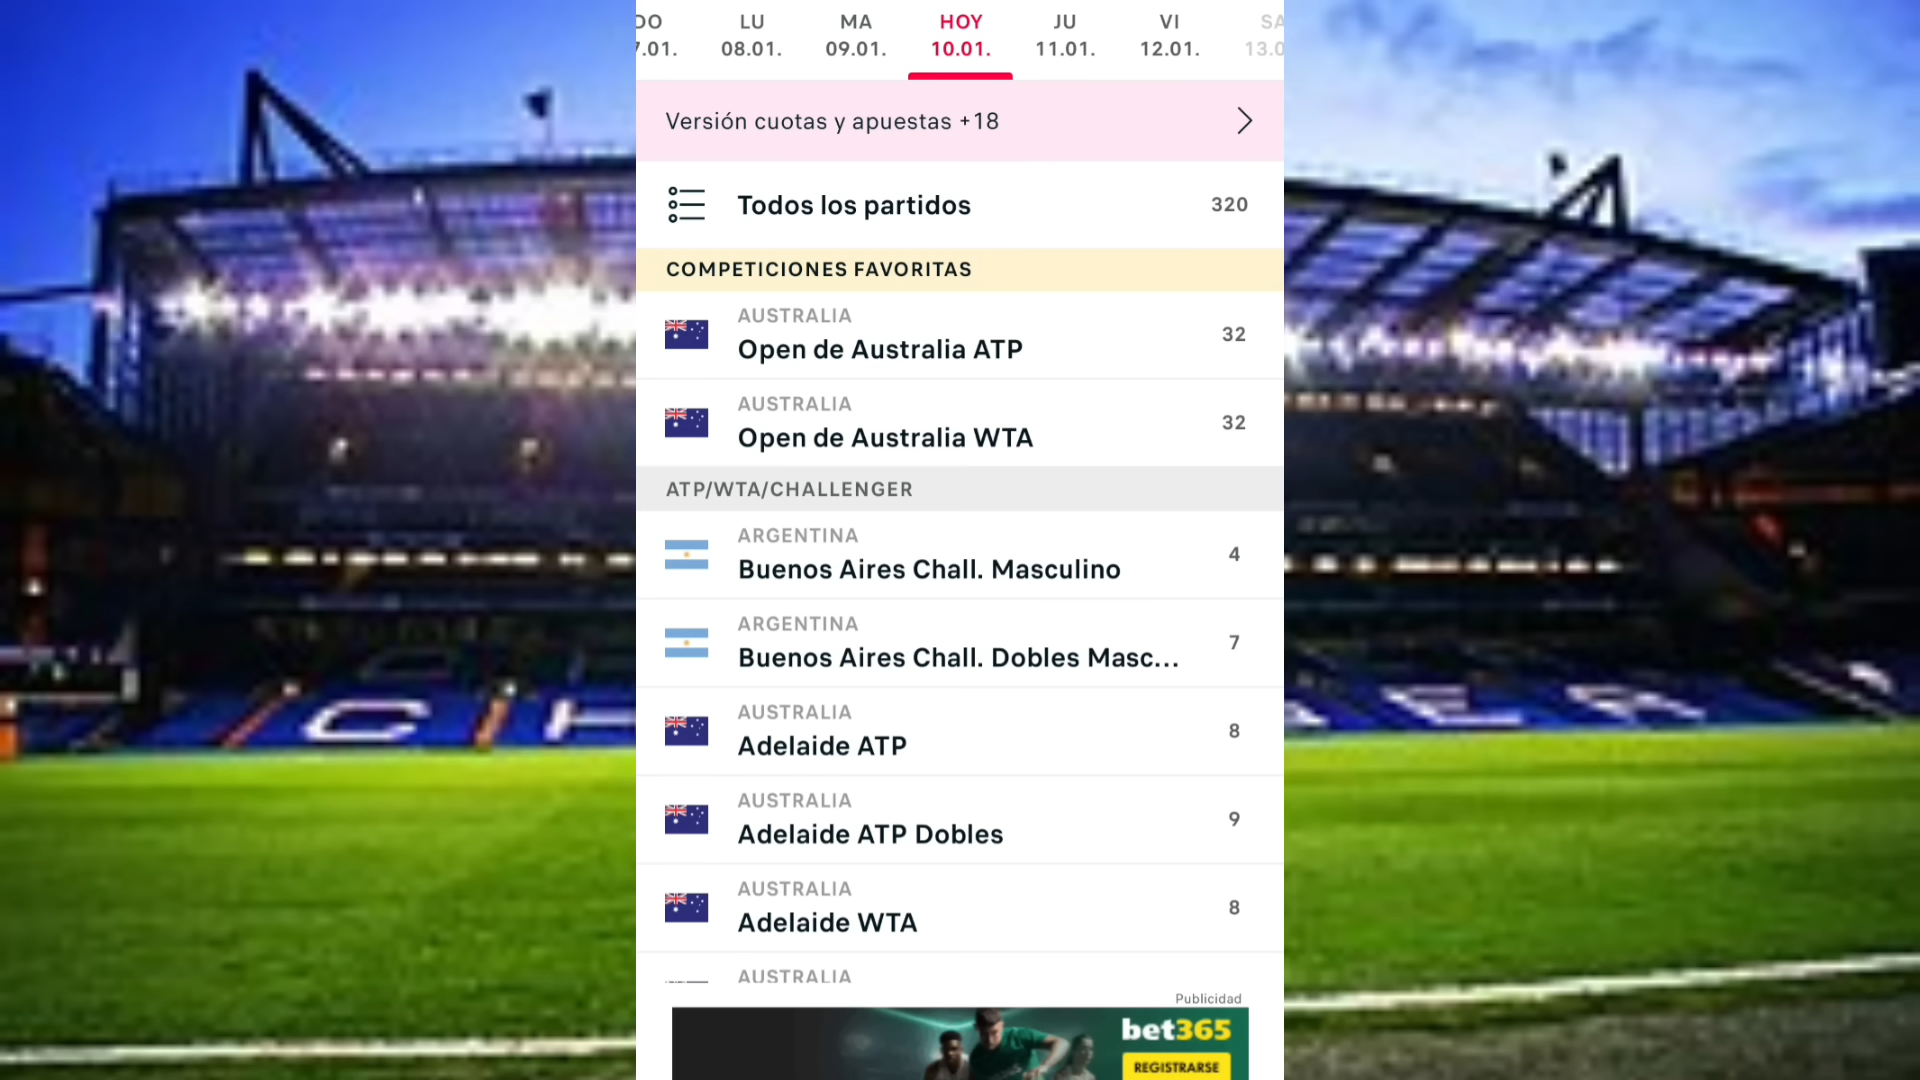 DO LU MA HOY JU VI SA
7.01. 08.01. 09.01. 10.01. 11.01. 12.01. 13.0
Versión cuotas y apuestas +18
Todos los partidos 320
COMPETICIONES FAVORITAS
AUSTRALIA
Open de Australia ATP 32
AUSTRALIA
Open de Australia WTA 32
ATP/WTA/CHALLENGER
ARGENTINA
Buenos Aires Chall. Masculino 4
ARGENTINA
Buenos Aires Chall. Dobles Masc... 7
AUSTRALIA
Adelaide ATP 8
AUSTRALIA
Adelaide ATP Dobles 9
AUSTRALIA
Adelaide WTA 8
AUSTRALIA
Publicidad
bet365
REGISTRARSE
CH